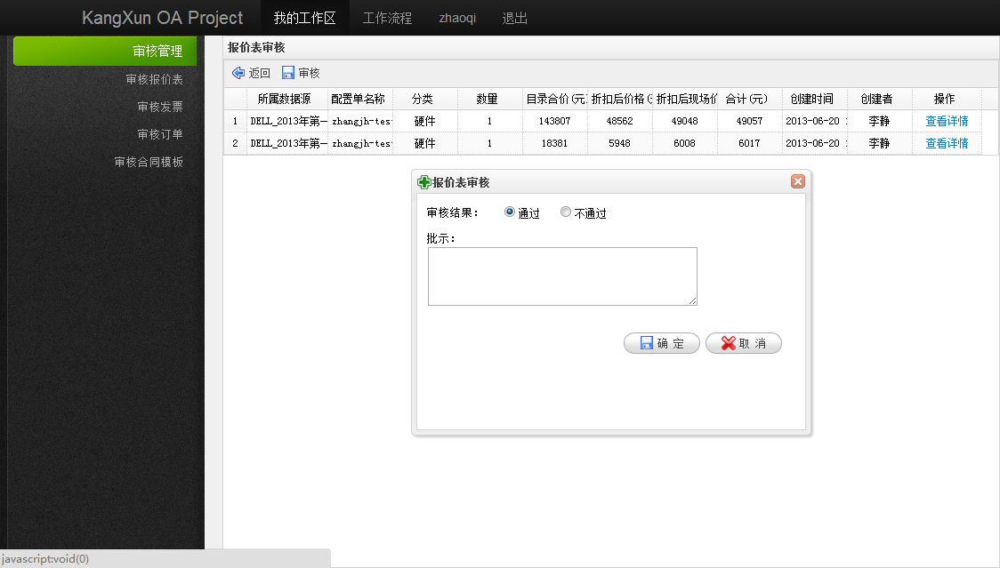 KangXun OA Project 我的工作区 工作流程 zhaoqi 退出
审核管理
审核报价表
审核发票
审核订单
审核合同模板
报价表审核
返回 审核
所属数据源 配置单名称 分类 数量 目录合价(元 折扣后价格( 折扣后现场价 合计(元) 创建时间 创建者 操作
1 DELL_2013年第一 zhangjh-tes 硬件 1 143807 48562 49048 49057 2013-06-20 李静 查看详情
2 DELL_2013年第一 zhangjh-tes 硬件 1 18381 5948 6008 6017 2013-06-20 李静 查看详情
报价表审核
审核结果： 通过 不通过
批示：
确 定 取 消
javascript:void(0)